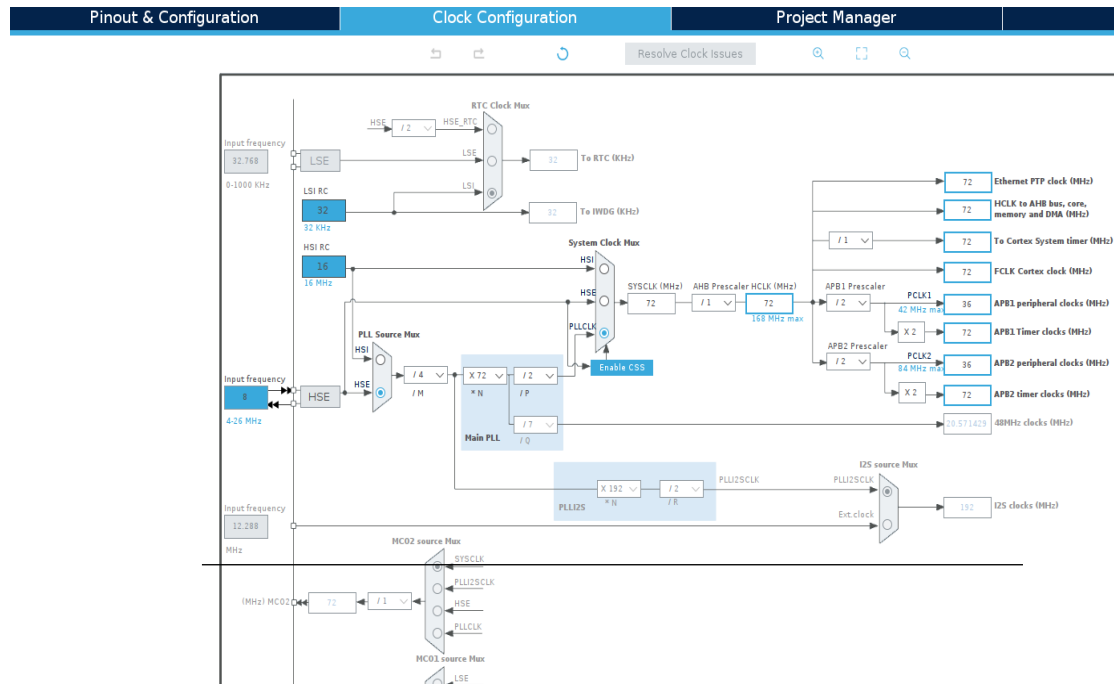 Pinout & Configuration
Clock Configuration
Project Manager
Resolve Clock Issues
RTC Clock Mux
HSE
/ 2
HSE_RTC
Input frequency
32.768
0-1000 KHz
LSE
LSE
32
To RTC (KHz)
LSI RC
32
32 KHz
LSI
32
To IWDG (KHz)
HSI RC
16
16 MHz
System Clock Mux
HSI
HSE
PLLCLK
Enable CSS
SYSCLK (MHz)
72
AHB Prescaler
/ 1
HCLK (MHz)
72
168 MHz max
72
Ethernet PTP clock (MHz)
72
HCLK to AHB bus, core,
memory and DMA (MHz)
/ 1
72
To Cortex System timer (MHz)
72
FCLK Cortex clock (MHz)
APB1 Prescaler
/ 2
PCLK1
42 MHz max
36
APB1 peripheral clocks (MHz)
X 2
72
APB1 Timer clocks (MHz)
APB2 Prescaler
/ 2
PCLK2
84 MHz max
36
APB2 peripheral clocks (MHz)
X 2
72
APB2 timer clocks (MHz)
20.571429
48MHz clocks (MHz)
PLL Source Mux
HSI
HSE
Input frequency
8
4-26 MHz
HSE
/ 4
/ M
X 72
* N
/ 2
/ P
/ 7
/ Q
Main PLL
I2S source Mux
PLLI2SCLK
X 192
* N
/ 2
/ R
PLLI2S
PLLI2SCLK
Ext.clock
192
I2S clocks (MHz)
Input frequency
12.288
MHz
MCO2 source Mux
SYSCLK
PLLI2SCLK
HSE
PLLCLK
(MHz) MCO2
72
/ 1
MCO1 source Mux
LSE